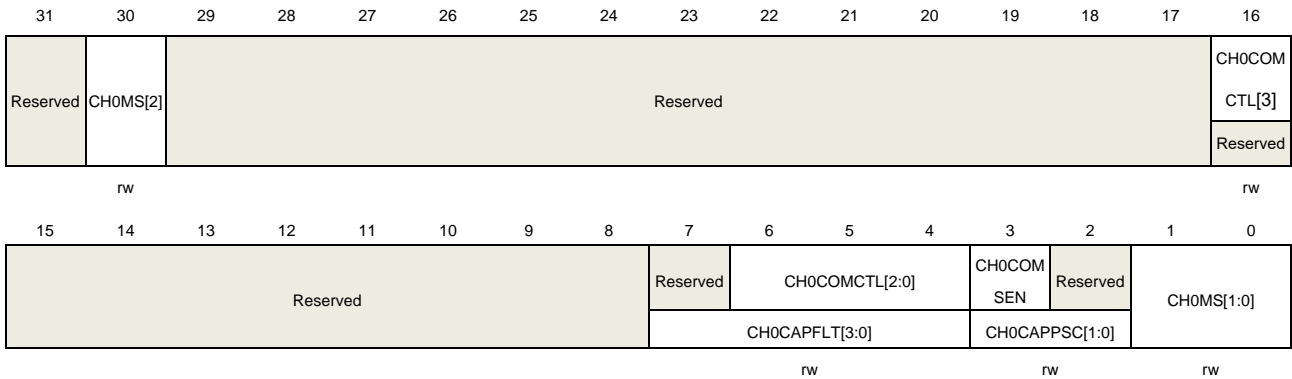 31 30 29 28 27 26 25 24 23 22 21 20 19 18 17 16
Reserved CH0MS[2] Reserved CH0COM
CTL[3]
Reserved
rw rw
15 14 13 12 11 10 9 8 7 6 5 4 3 2 1 0
Reserved Reserved CH0COMCTL[2:0] CH0COM
SEN Reserved CH0MS[1:0]
CH0CAPFLT[3:0] CH0CAPPSC[1:0]
rw rw rw